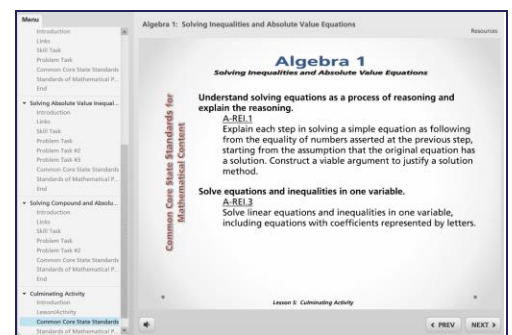 Menu
Introduction
Links
Skill Task
Problem Task
Common Core State Standards
Standards of Mathematical P...
End
Solving Absolute Value Inequal...
Introduction
Links
Skill Task
Problem Task
Problem Task #2
Problem Task #3
Common Core State Standards
Standards of Mathematical P...
End
Solving Compound and Absolu...
Introduction
Links
Skill Task
Problem Task
Problem Task #2
Common Core State Standards
Standards of Mathematical P...
End
Culminating Activity
Introduction
Lesson/Activity
Common Core State Standards
Standards of Mathematical P...
Algebra 1: Solving Inequalities and Absolute Value Equations
Resources
Algebra 1
Solving Inequalities and Absolute Value Equations
Common Core State Standards for
Mathematical Content
Understand solving equations as a process of reasoning and
explain the reasoning.
A-REI.1
Explain each step in solving a simple equation as following
from the equality of numbers asserted at the previous step,
starting from the assumption that the original equation has
a solution. Construct a viable argument to justify a solution
method.
Solve equations and inequalities in one variable.
A-REI.3
Solve linear equations and inequalities in one variable,
including equations with coefficients represented by letters.
Lesson 5: Culminating Activity
< PREV
NEXT >